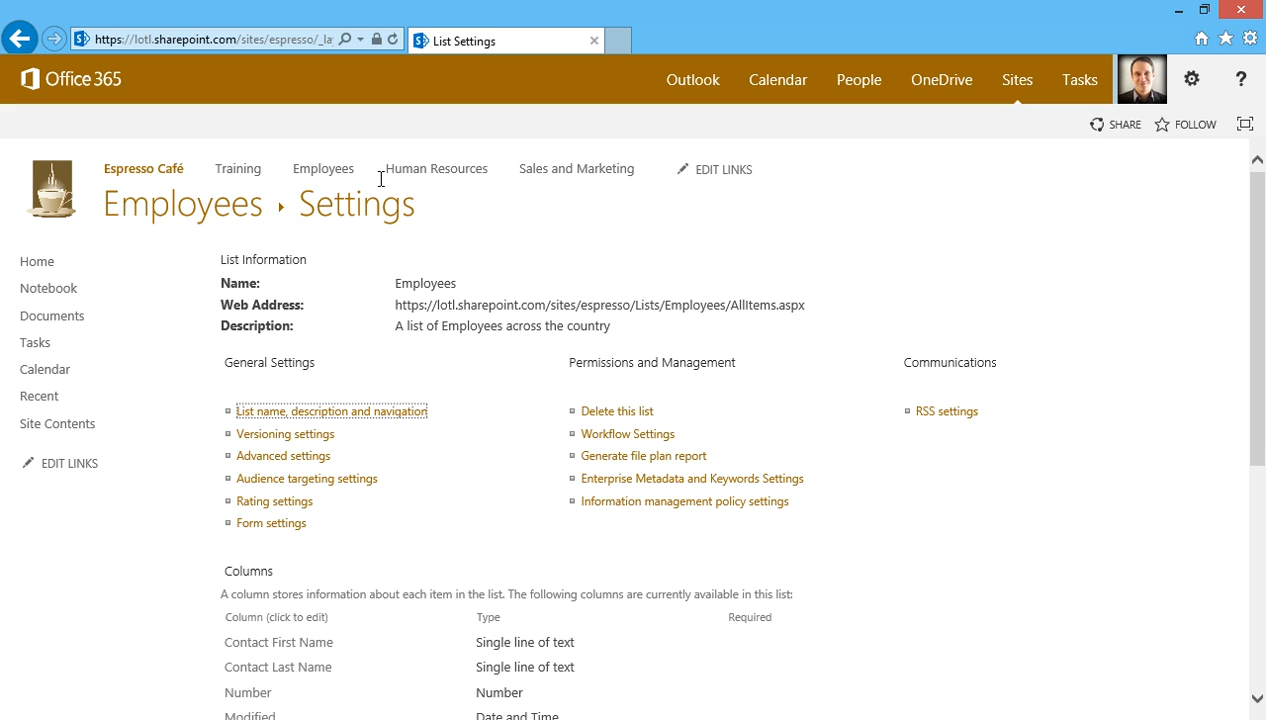 https://lotl.sharepoint.com/sites/espresso/_la
List Settings
Office 365
Outlook Calendar People OneDrive Sites Tasks ?
SHARE FOLLOW
Espresso Café Training Employees Human Resources Sales and Marketing EDIT LINKS
Employees Settings
Home
Notebook
Documents
Tasks
Calendar
Recent
Site Contents
EDIT LINKS
List Information
Name: Employees
Web Address: https://lotl.sharepoint.com/sites/espresso/Lists/Employees/AllItems.aspx
Description: A list of Employees across the country
General Settings Permissions and Management Communications
List name, description and navigation Delete this list RSS settings
Versioning settings Workflow Settings
Advanced settings Generate file plan report
Audience targeting settings Enterprise Metadata and Keywords Settings
Rating settings Information management policy settings
Form settings
Columns
A column stores information about each item in the list. The following columns are currently available in this list:
Column (click to edit) Type Required
Contact First Name Single line of text
Contact Last Name Single line of text
Number Number
Modified Date and Time